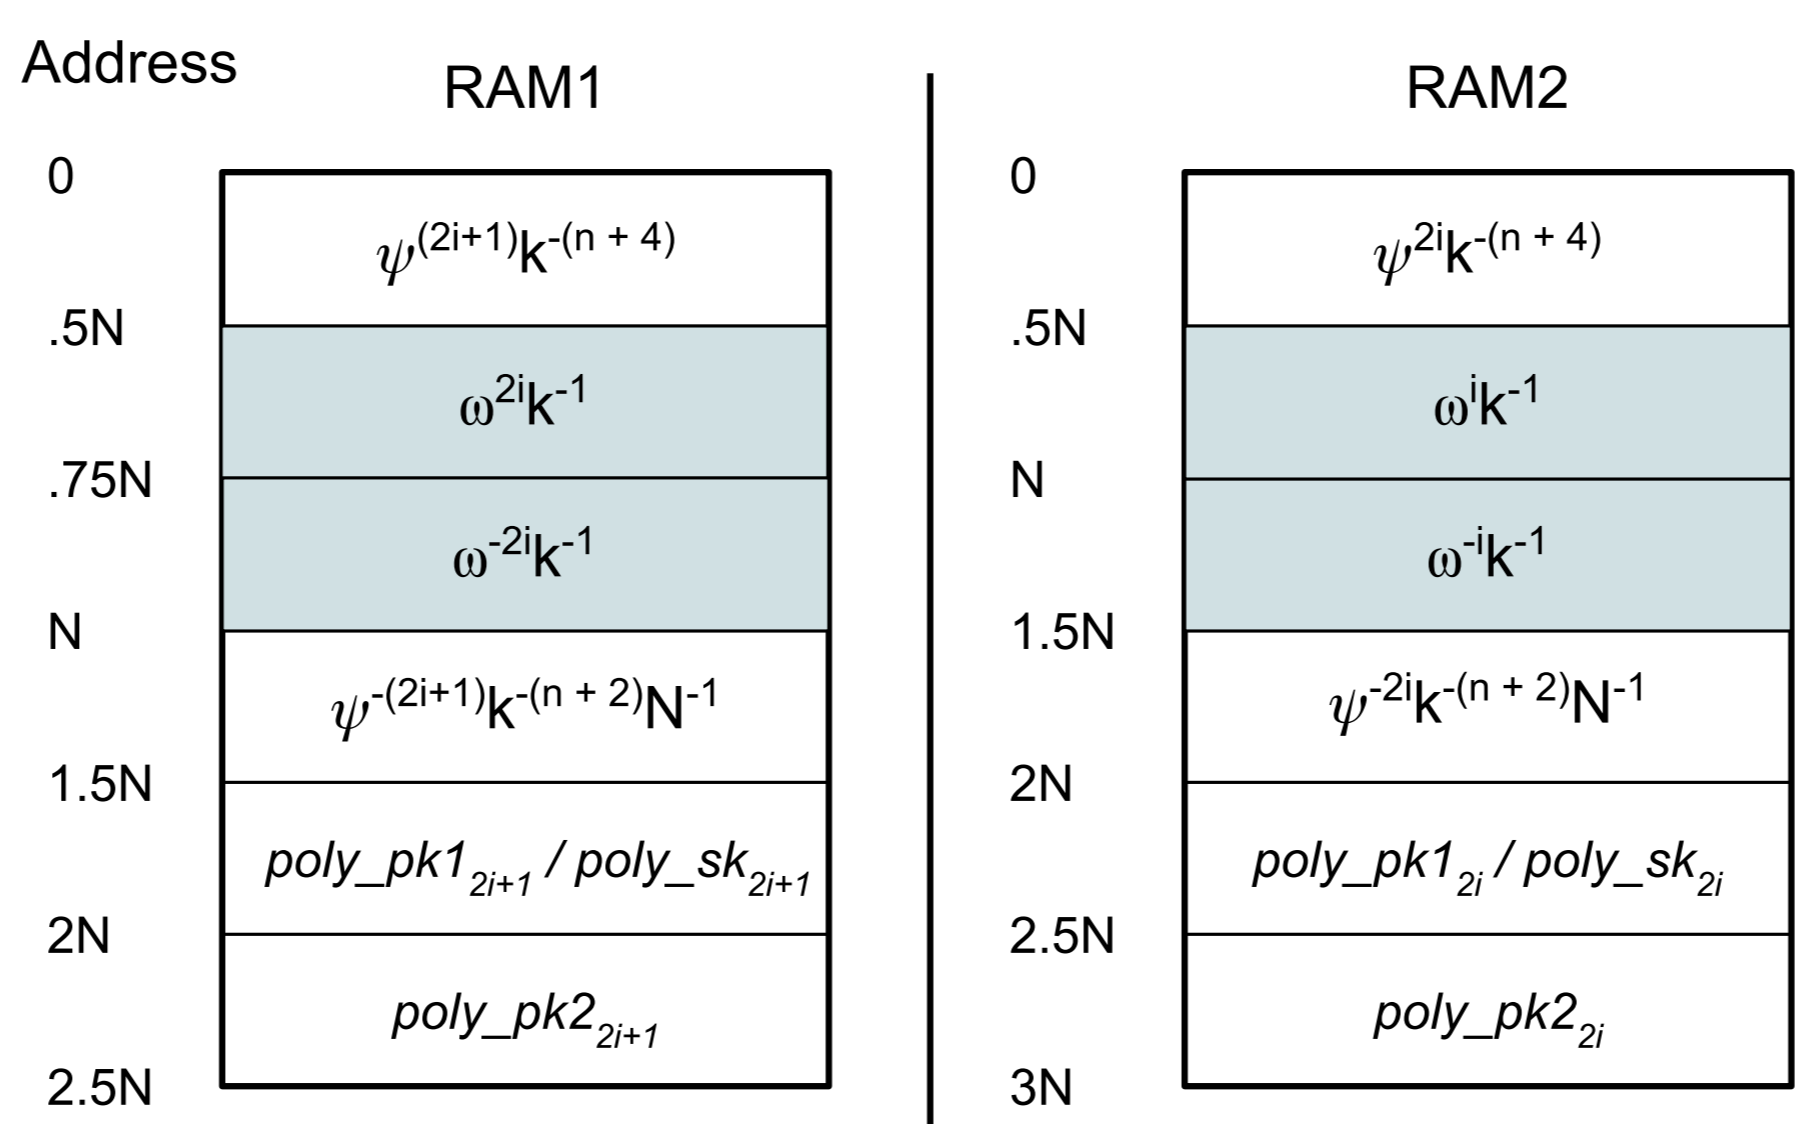 Address
RAM1
0
ψ^(2i+1)k^-(n + 4)
.5N
ω^2ik^-1
.75N
ω^-2ik^-1
N
ψ^-(2i+1)k^-(n + 2)N^-1
1.5N
poly_pk1_2i+1 / poly_sk_2i+1
2N
poly_pk2_2i+1
2.5N
RAM2
0
ψ^2ik^-(n + 4)
.5N
ω^ik^-1
N
ω^-ik^-1
1.5N
ψ^-2ik^-(n + 2)N^-1
2N
poly_pk1_2i / poly_sk_2i
2.5N
poly_pk2_2i
3N